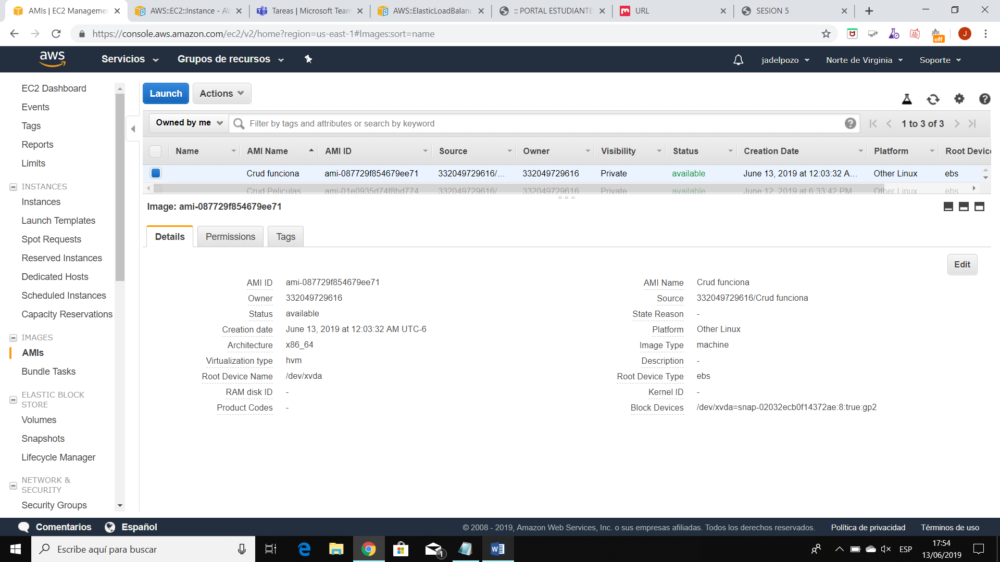 AMIs | EC2 Managemen
AWS::EC2::Instance - AW
Tareas | Microsoft Team
AWS::ElasticLoadBalanc
:: PORTAL ESTUDIANTE
URL
SESION 5
https://console.aws.amazon.com/ec2/v2/home?region=us-east-1#Images:sort=name
off
J
aws
Servicios
Grupos de recursos
jadelpozo
Norte de Virginia
Soporte
EC2 Dashboard
Events
Tags
Reports
Limits
INSTANCES
Instances
Launch Templates
Spot Requests
Reserved Instances
Dedicated Hosts
Scheduled Instances
Capacity Reservations
IMAGES
AMIs
Bundle Tasks
ELASTIC BLOCK
STORE
Volumes
Snapshots
Lifecycle Manager
NETWORK &
SECURITY
Security Groups
Launch
Actions
Owned by me
Filter by tags and attributes or search by keyword
1 to 3 of 3
Name AMI Name AMI ID Source Owner Visibility Status Creation Date Platform Root Device
Crud funciona ami-087729f854679ee71 332049729616/... 332049729616 Private available June 13, 2019 at 12:03:32 A... Other Linux ebs
Crud Peliculas ami-01e0935d74f8bd774 332049729616/ 332049729616 Private available June 12, 2019 at 6:33:42 PM Other Linux ebs
Image: ami-087729f854679ee71
Details
Permissions
Tags
Edit
AMI ID ami-087729f854679ee71
Owner 332049729616
Status available
Creation date June 13, 2019 at 12:03:32 AM UTC-6
Architecture x86_64
Virtualization type hvm
Root Device Name /dev/xvda
RAM disk ID -
Product Codes -
AMI Name Crud funciona
Source 332049729616/Crud funciona
State Reason -
Platform Other Linux
Image Type machine
Description -
Root Device Type ebs
Kernel ID -
Block Devices /dev/xvda=snap-02032ecb0f14372ae:8:true:gp2
Comentarios
Español
© 2008 - 2019, Amazon Web Services, Inc. o sus empresas afiliadas. Todos los derechos reservados.
Política de privacidad
Términos de uso
Escribe aquí para buscar
1
ESP
17:54
13/06/2019